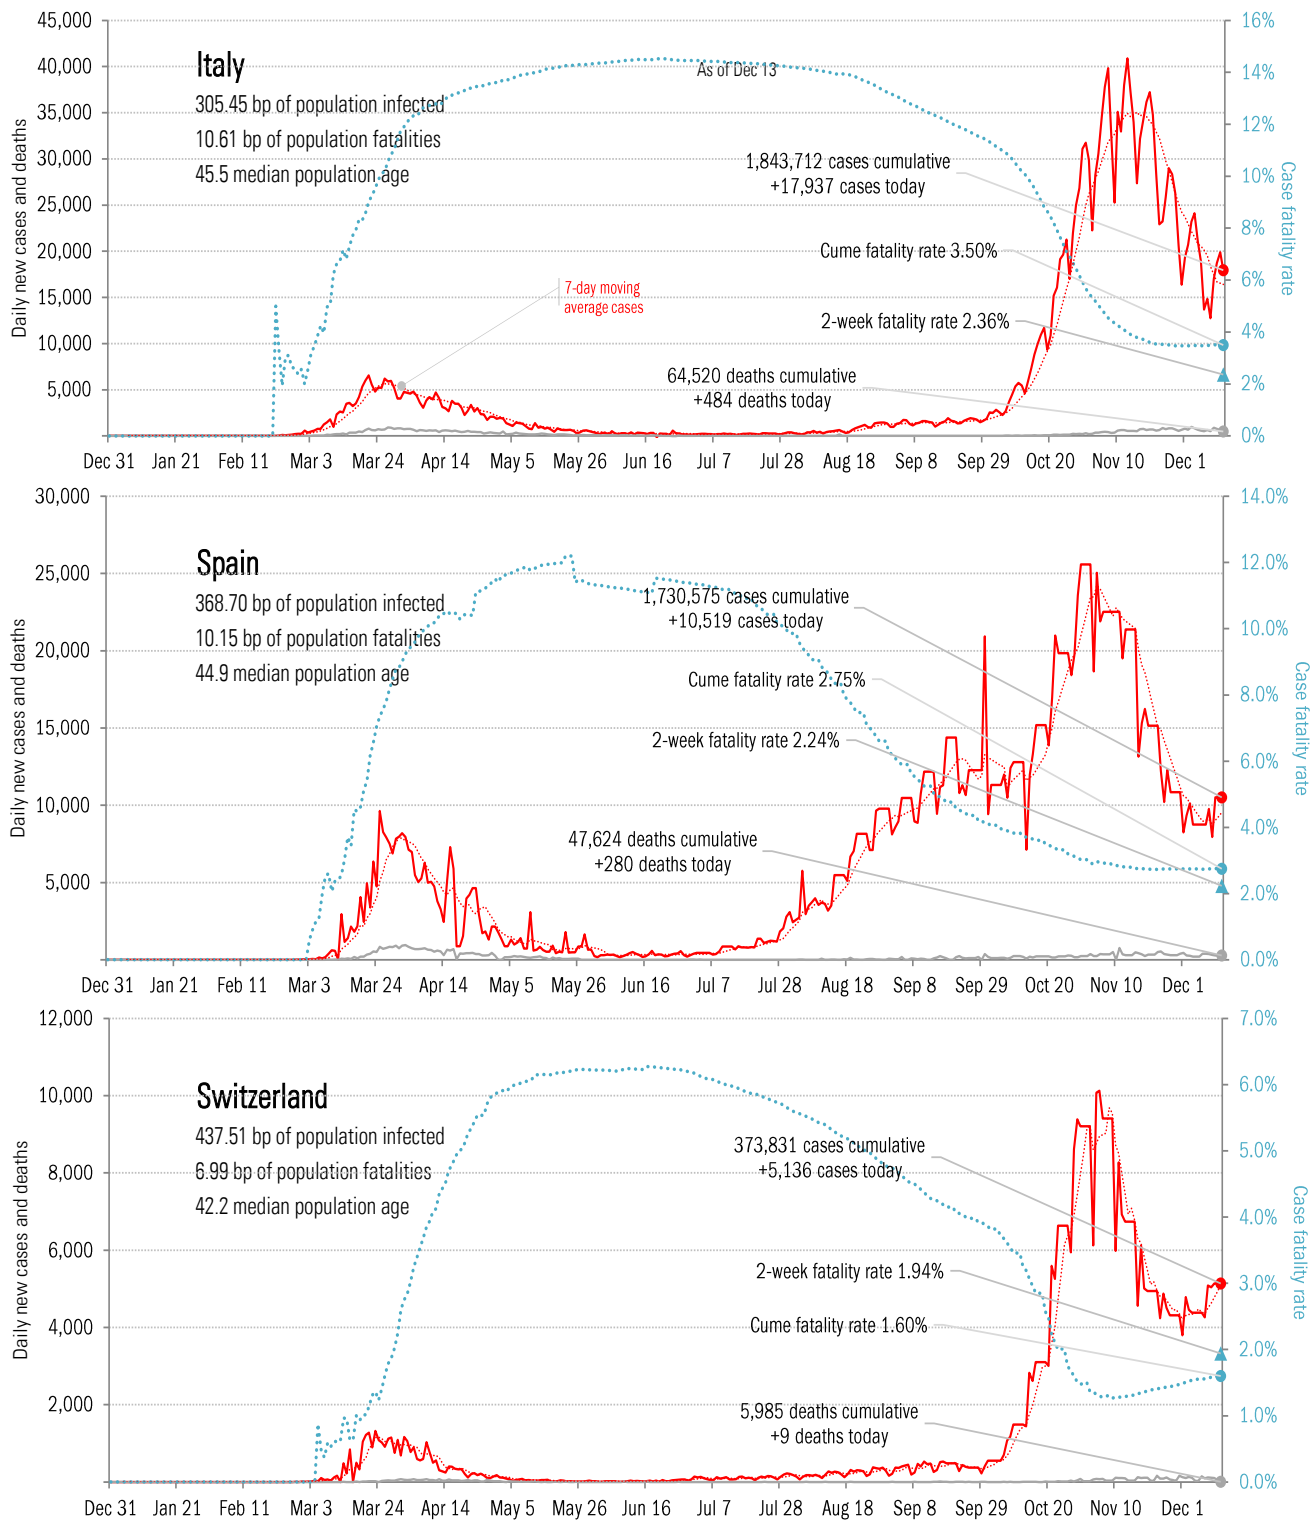 45,000
40,000
35,000
30,000
25,000
20,000
15,000
10,000
5,000
Daily new cases and deaths
16%
14%
12%
10%
8%
6%
4%
2%
0%
Case fatality rate
Italy
305.45 bp of population infected
10.61 bp of population fatalities
45.5 median population age
As of Dec 13
1,843,712 cases cumulative
+17,937 cases today
Cume fatality rate 3.50%
7-day moving
average cases
2-week fatality rate 2.36%
64,520 deaths cumulative
+484 deaths today
Dec 31 Jan 21 Feb 11 Mar 3 Mar 24 Apr 14 May 5 May 26 Jun 16 Jul 7 Jul 28 Aug 18 Sep 8 Sep 29 Oct 20 Nov 10 Dec 1
30,000
25,000
20,000
15,000
10,000
5,000
Daily new cases and deaths
14.0%
12.0%
10.0%
8.0%
6.0%
4.0%
2.0%
0.0%
Case fatality rate
Spain
368.70 bp of population infected
10.15 bp of population fatalities
44.9 median population age
1,730,575 cases cumulative
+10,519 cases today
Cume fatality rate 2.75%
2-week fatality rate 2.24%
47,624 deaths cumulative
+280 deaths today
Dec 31 Jan 21 Feb 11 Mar 3 Mar 24 Apr 14 May 5 May 26 Jun 16 Jul 7 Jul 28 Aug 18 Sep 8 Sep 29 Oct 20 Nov 10 Dec 1
12,000
10,000
8,000
6,000
4,000
2,000
Daily new cases and deaths
7.0%
6.0%
5.0%
4.0%
3.0%
2.0%
1.0%
0.0%
Case fatality rate
Switzerland
437.51 bp of population infected
6.99 bp of population fatalities
42.2 median population age
373,831 cases cumulative
+5,136 cases today
2-week fatality rate 1.94%
Cume fatality rate 1.60%
5,985 deaths cumulative
+9 deaths today
Dec 31 Jan 21 Feb 11 Mar 3 Mar 24 Apr 14 May 5 May 26 Jun 16 Jul 7 Jul 28 Aug 18 Sep 8 Sep 29 Oct 20 Nov 10 Dec 1